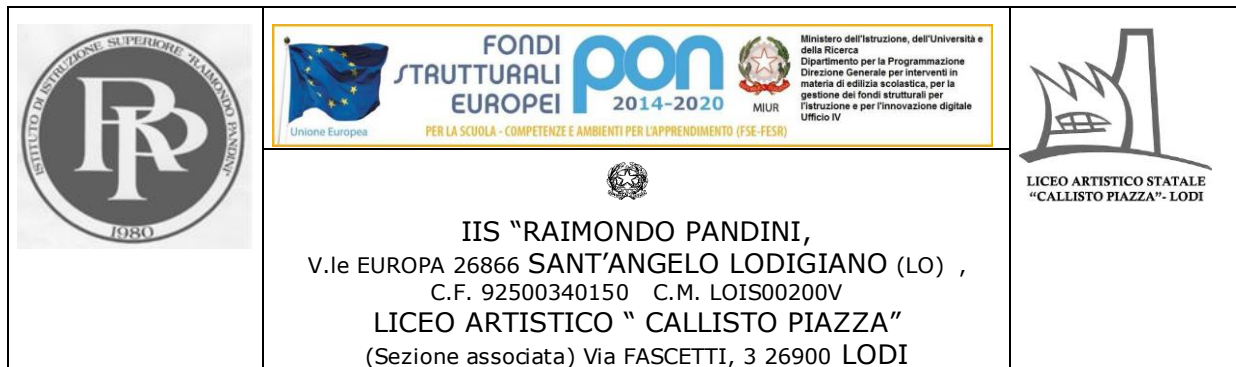 ISTITUTO DI ISTRUZIONE SUPERIORE "RAIMONDO PANDINI"
RP
1980
Unione Europea
FONDI
STRUTTURALI
EUROPEI
pon
2014-2020
MIUR
Ministero dell'Istruzione, dell'Università e
della Ricerca
Dipartimento per la Programmazione
Direzione Generale per interventi in
materia di edilizia scolastica, per la
gestione dei fondi strutturali per
l'istruzione e per l'innovazione digitale
Ufficio IV
PER LA SCUOLA - COMPETENZE E AMBIENTI PER L'APPRENDIMENTO (FSE-FESR)
LICEO ARTISTICO STATALE
"CALLISTO PIAZZA"- LODI
IIS "RAIMONDO PANDINI,
V.le EUROPA 26866 SANT'ANGELO LODIGIANO (LO) ,
C.F. 92500340150 C.M. LOIS00200V
LICEO ARTISTICO " CALLISTO PIAZZA"
(Sezione associata) Via FASCETTI, 3 26900 LODI